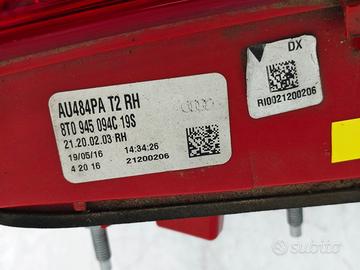 AU484PA T2 RH
8T0 945 094C 19S
21.20.02.03 RH
19/05/16 14:34:26
4 20 16 21200206
DX
RI0021200206
subito